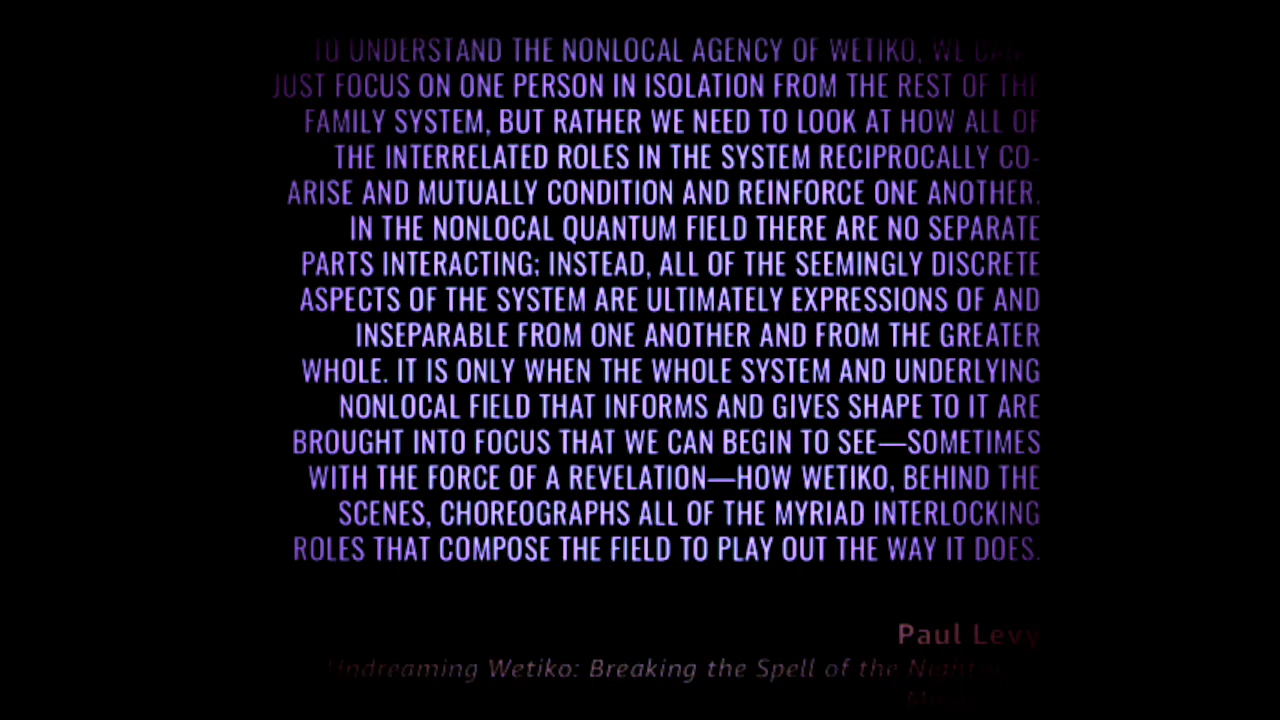 TO UNDERSTAND THE NONLOCAL AGENCY OF WETIKO, WE
JUST FOCUS ON ONE PERSON IN ISOLATION FROM THE REST OF THE
FAMILY SYSTEM, BUT RATHER WE NEED TO LOOK AT HOW ALL OF
THE INTERRELATED ROLES IN THE SYSTEM RECIPROCALLY CO-
ARISE AND MUTUALLY CONDITION AND REINFORCE ONE ANOTHER.
IN THE NONLOCAL QUANTUM FIELD THERE ARE NO SEPARATE
PARTS INTERACTING; INSTEAD, ALL OF THE SEEMINGLY DISCRETE
ASPECTS OF THE SYSTEM ARE ULTIMATELY EXPRESSIONS OF AND
INSEPARABLE FROM ONE ANOTHER AND FROM THE GREATER
WHOLE. IT IS ONLY WHEN THE WHOLE SYSTEM AND UNDERLYING
NONLOCAL FIELD THAT INFORMS AND GIVES SHAPE TO IT ARE
BROUGHT INTO FOCUS THAT WE CAN BEGIN TO SEE—SOMETIMES
WITH THE FORCE OF A REVELATION—HOW WETIKO, BEHIND THE
SCENES, CHOREOGRAPHS ALL OF THE MYRIAD INTERLOCKING
ROLES THAT COMPOSE THE FIELD TO PLAY OUT THE WAY IT DOES.
Paul Levy
Undreaming Wetiko: Breaking the Spell of the